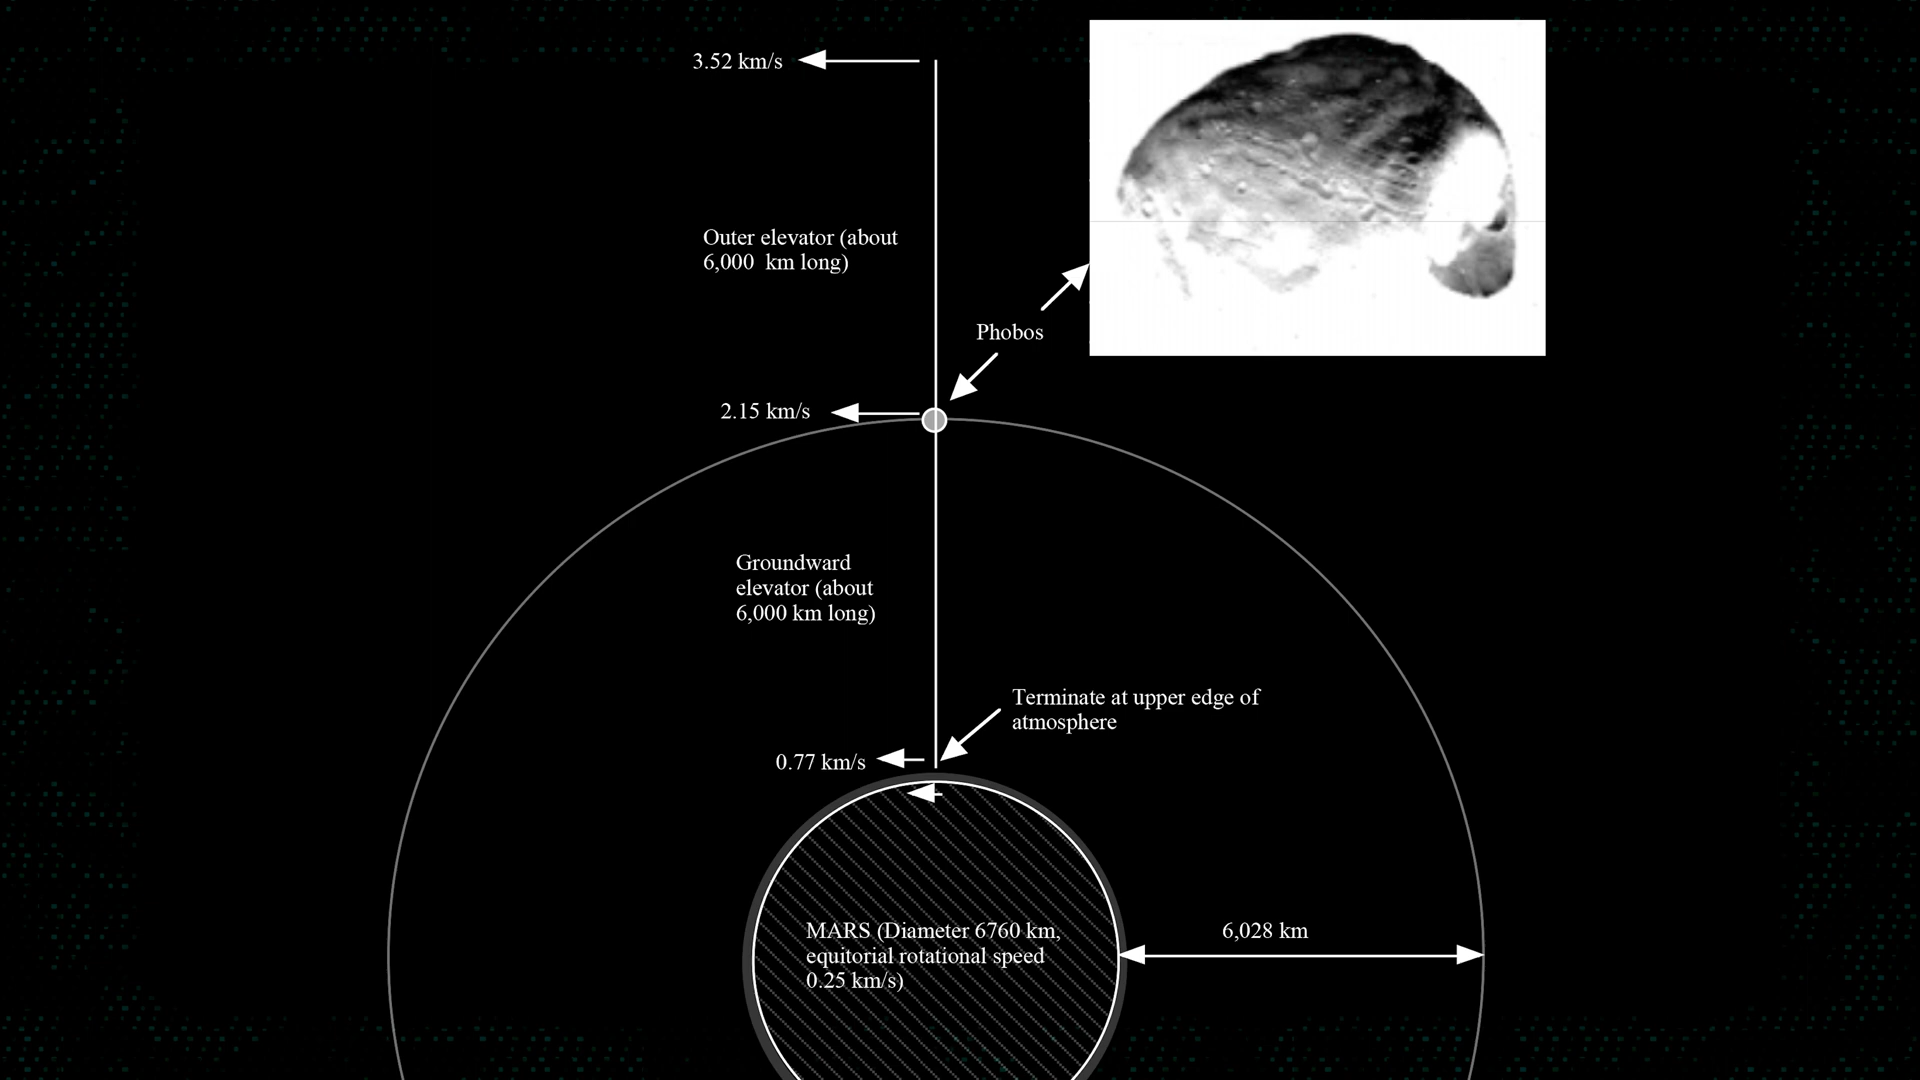 3.52 km/s
Outer elevator (about
6,000 km long)
Phobos
2.15 km/s
Groundward
elevator (about
6,000 km long)
Terminate at upper edge of
atmosphere
0.77 km/s
MARS (Diameter 6760 km,
equitorial rotational speed
0.25 km/s)
6,028 km